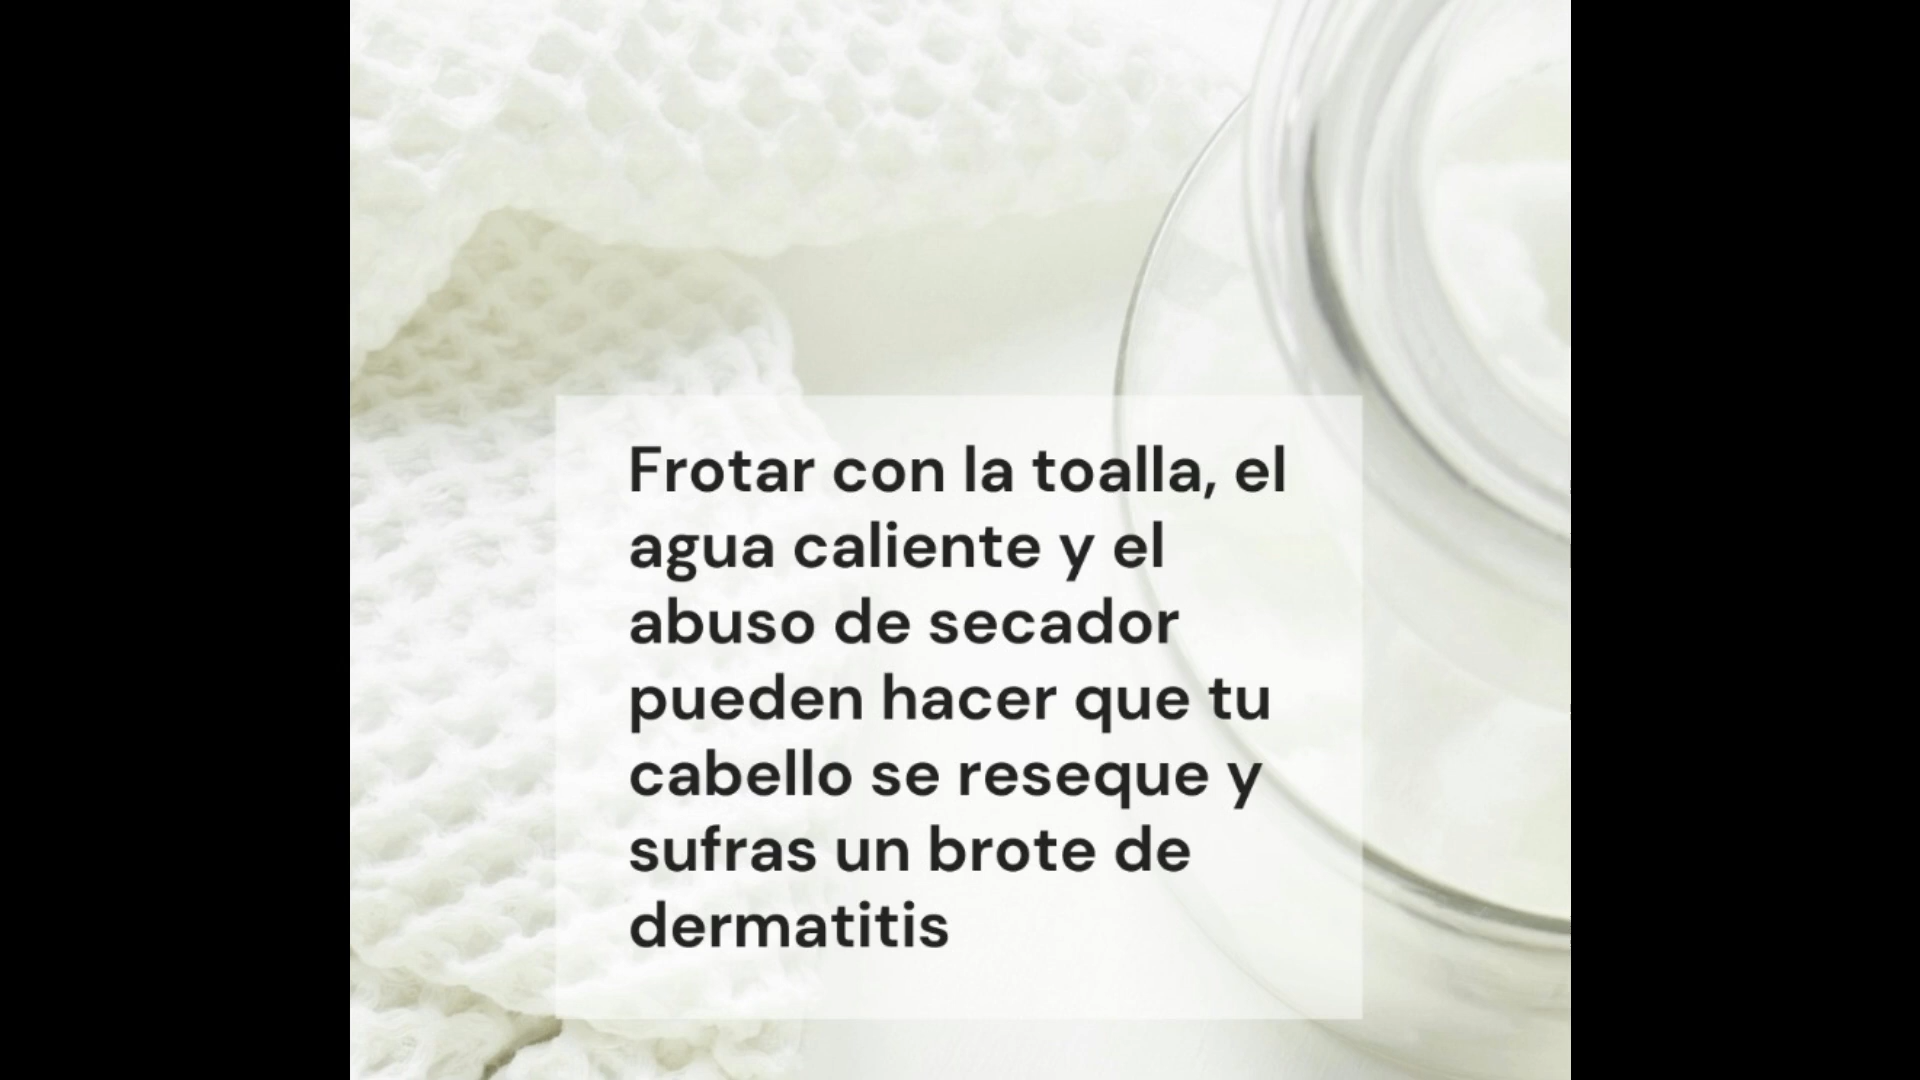 Frotar con la toalla, el
agua caliente y el
abuso de secador
pueden hacer que tu
cabello se reseque y
sufras un brote de
dermatitis